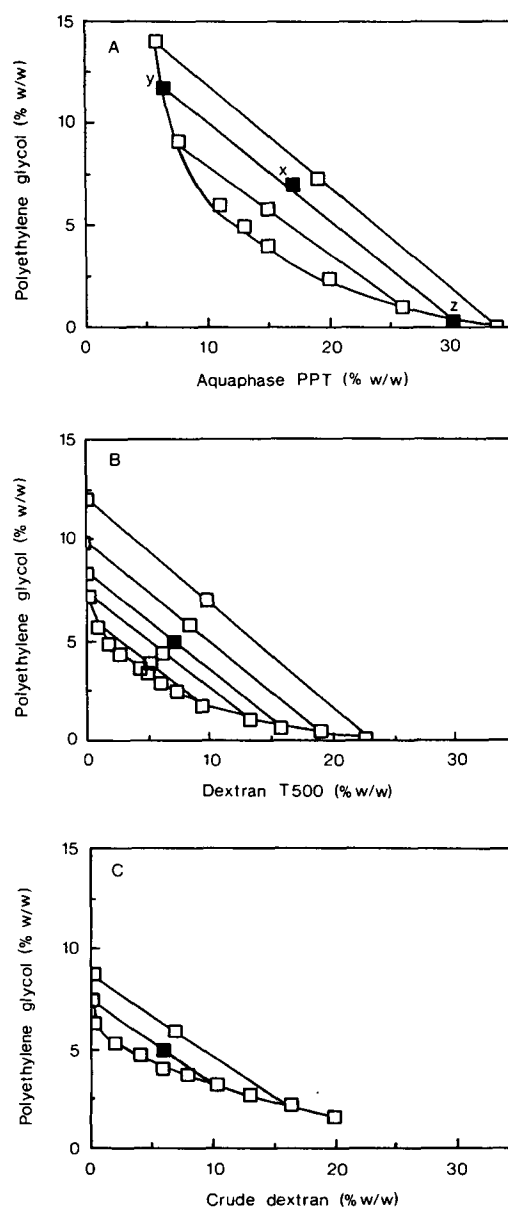 A
15
10
5
0
Polyethylene glycol (% w/w)
y
x
z
0 10 20 30
Aquaphase PPT (% w/w)
B
15
10
5
0
Polyethylene glycol (% w/w)
0 10 20 30
Dextran T500 (% w/w)
C
15
10
5
0
Polyethylene glycol (% w/w)
0 10 20 30
Crude dextran (% w/w)